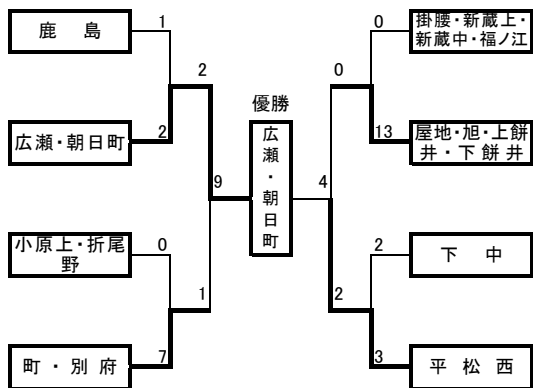 鹿島
1
2
広瀬・朝日町
2
小原上・折尾
野
0
1
町・別府
7
9
優勝
広瀬・朝日町
4
0
掛腰・新蔵上・
新蔵中・福ノ江
0
13
屋地・旭・上餅
井・下餅井
2
下中
2
3
平松西